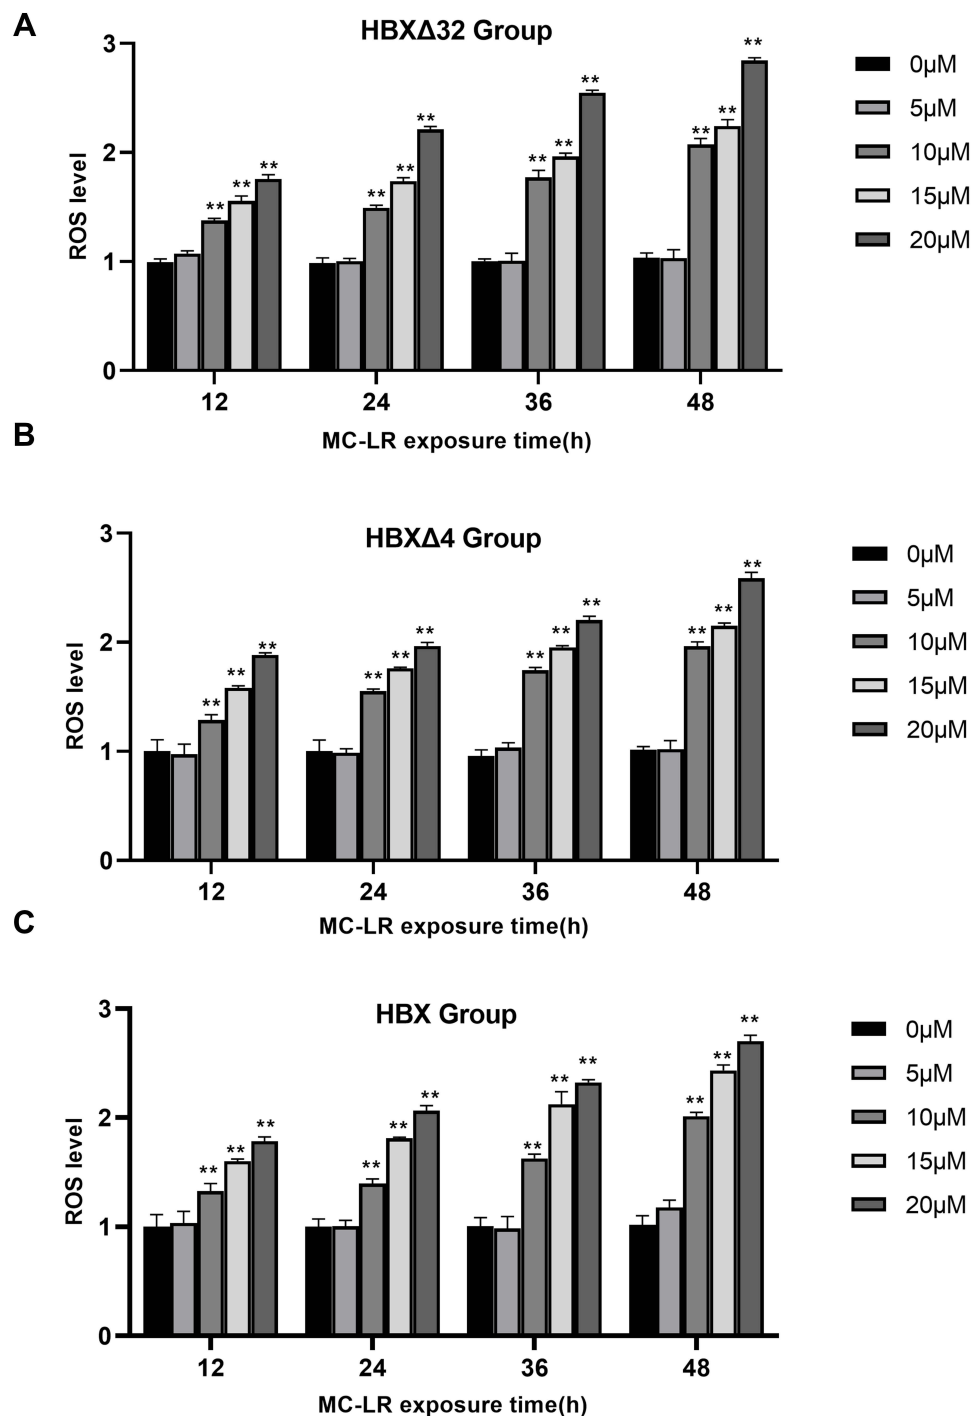 A
HBXΔ32 Group
ROS level
3
2
1
0
** ** ** ** ** ** ** ** ** ** ** **
12 24 36 48
MC-LR exposure time(h)
0μM
5μM
10μM
15μM
20μM
B
HBXΔ4 Group
ROS level
3
2
1
0
** ** ** ** ** ** ** ** ** ** ** **
12 24 36 48
MC-LR exposure time(h)
0μM
5μM
10μM
15μM
20μM
C
HBX Group
ROS level
3
2
1
0
** ** ** ** ** ** ** ** ** ** ** **
12 24 36 48
MC-LR exposure time(h)
0μM
5μM
10μM
15μM
20μM